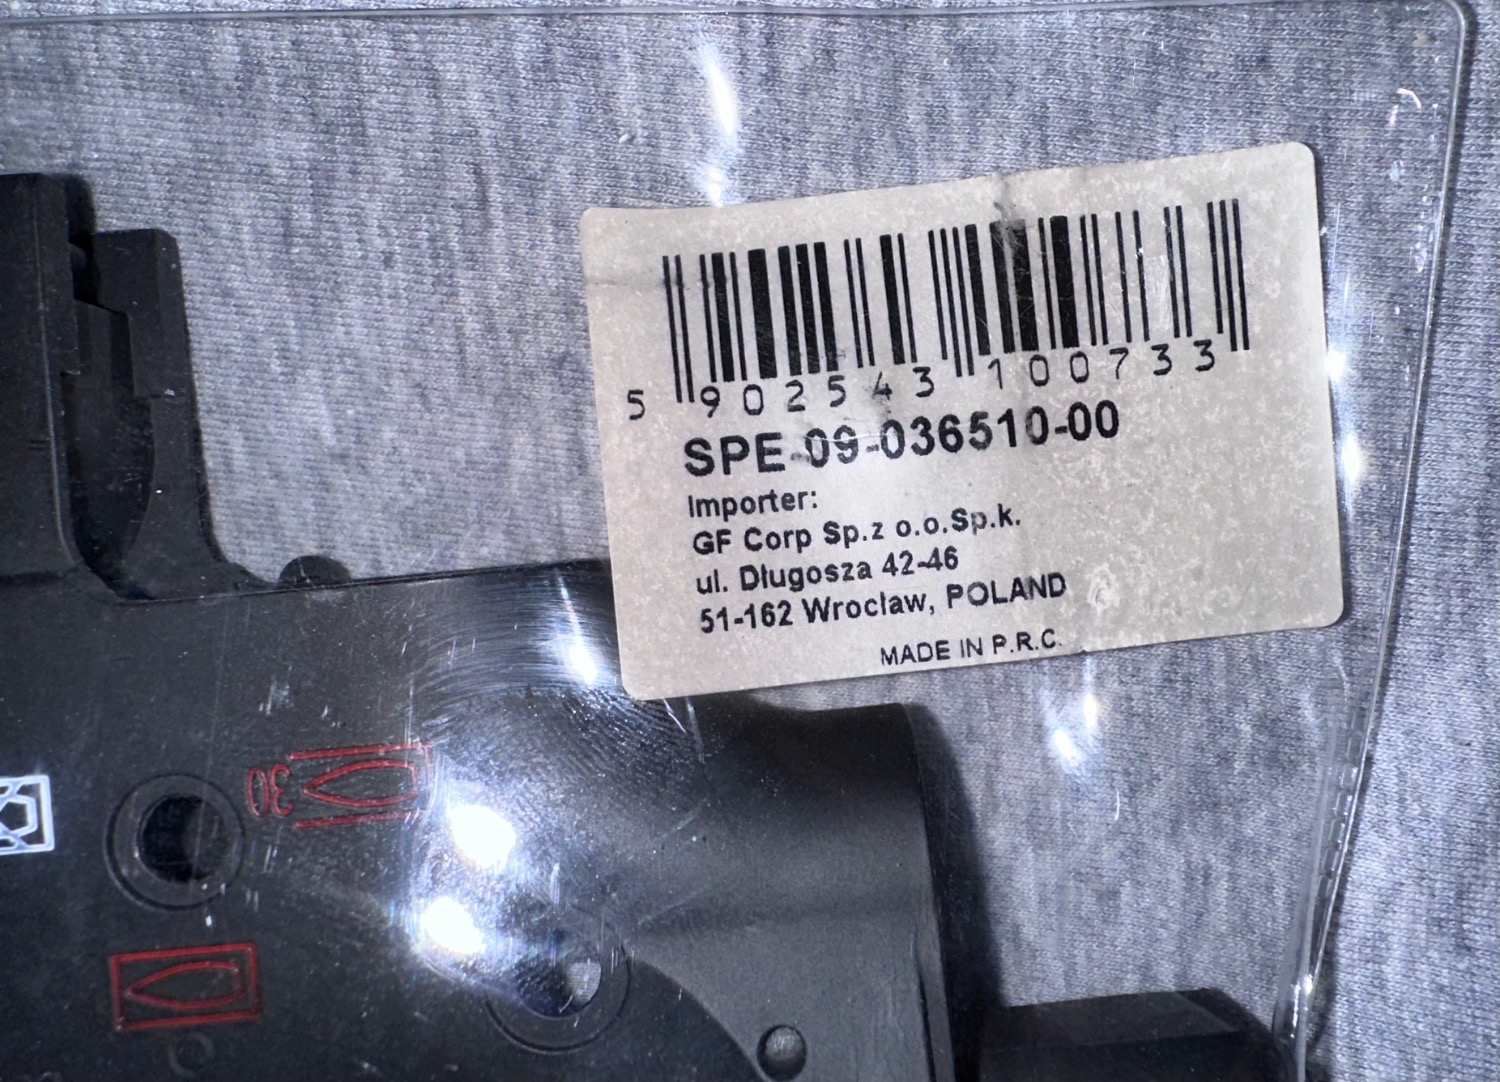 5 902543 100733
SPE-09-036510-00
Importer:
GF Corp Sp.z o.o.Sp.k.
ul. Długosza 42-46
51-162 Wrocław, POLAND
MADE IN P.R.C.
30